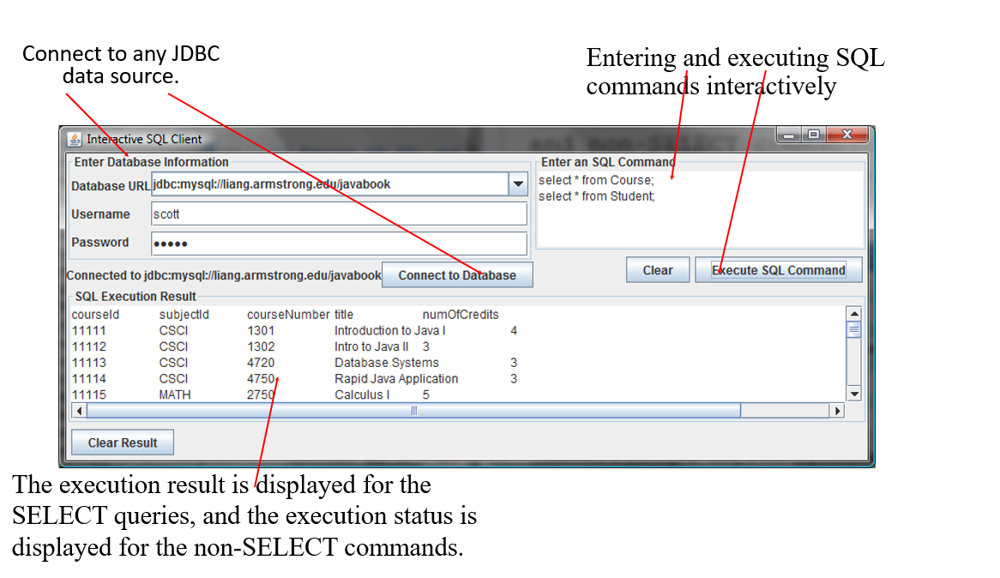 Connect to any JDBC
data source.
Entering and executing SQL
commands interactively
Interactive SQL Client
Enter Database Information
Database URL jdbc:mysql://liang.armstrong.edu/javabook
Username scott
Password •••••
Connected to jdbc:mysql://liang.armstrong.edu/javabook Connect to Database
Enter an SQL Command
select * from Course;
select * from Student;
Clear Execute SQL Command
SQL Execution Result
courseId subjectId courseNumber title numOfCredits
11111 CSCI 1301 Introduction to Java I 4
11112 CSCI 1302 Intro to Java II 3
11113 CSCI 4720 Database Systems 3
11114 CSCI 4750 Rapid Java Application 3
11115 MATH 2750 Calculus I 5
Clear Result
The execution result is displayed for the
SELECT queries, and the execution status is
displayed for the non-SELECT commands.